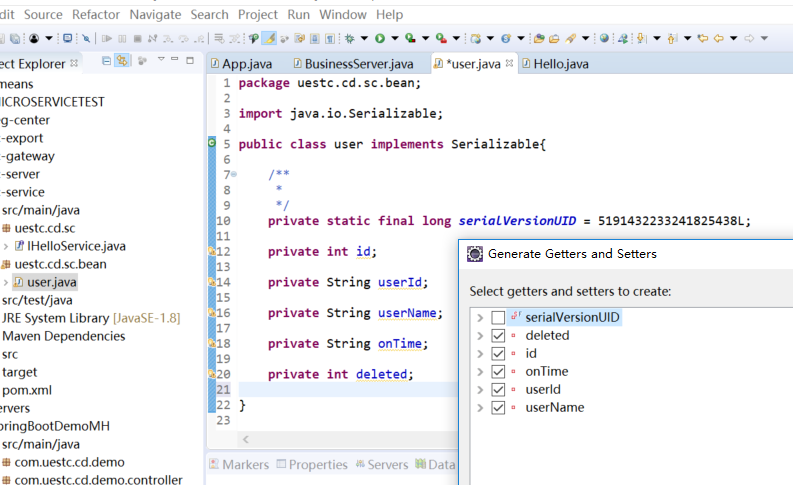 dit Source Refactor Navigate Search Project Run Window Help
ct Explorer
App.java BusinessServer.java *user.java Hello.java
means
ICROSERVICETEST
g-center
-export
-gateway
-server
-service
src/main/java
uestc.cd.sc
IHelloService.java
uestc.cd.sc.bean
user.java
src/test/java
JRE System Library [JavaSE-1.8]
Maven Dependencies
src
target
pom.xml
ervers
oringBootDemoMH
src/main/java
com.uestc.cd.demo
com.uestc.cd.demo.controller
1 package uestc.cd.sc.bean;
2
3 import java.io.Serializable;
4
5 public class user implements Serializable{
6
7 /**
8 *
9 */
10 private static final long serialVersionUID = 5191432233241825438L;
11
12 private int id;
13
14 private String userId;
15
16 private String userName;
17
18 private String onTime;
19
20 private int deleted;
21
22 }
23
Generate Getters and Setters
Select getters and setters to create:
serialVersionUID
deleted
id
onTime
userId
userName
Markers Properties Servers Data